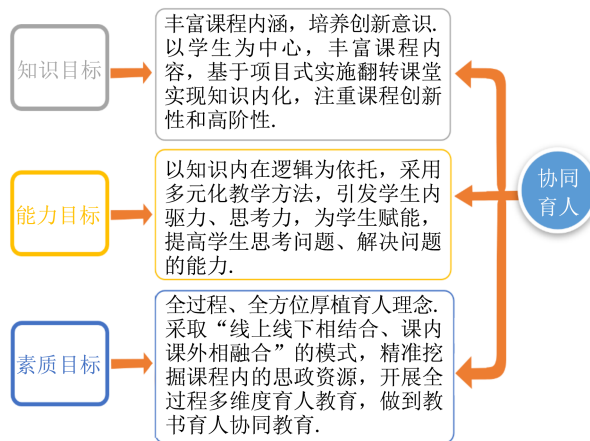 知识目标
丰富课程内涵，培养创新意识.
以学生为中心，丰富课程内
容，基于项目式实施翻转课堂
实现知识内化，注重课程创新
性和高阶性.
能力目标
以知识内在逻辑为依托，采用
多元化教学方法，引发学生内
驱力、思考力，为学生赋能，
提高学生思考问题、解决问题
的能力.
素质目标
全过程、全方位厚植育人理念.
采取“线上线下相结合、课内
课外相融合”的模式，精准挖
掘课程内的思政资源，开展全
过程多维度育人教育，做到教
书育人协同教育.
协同
育人